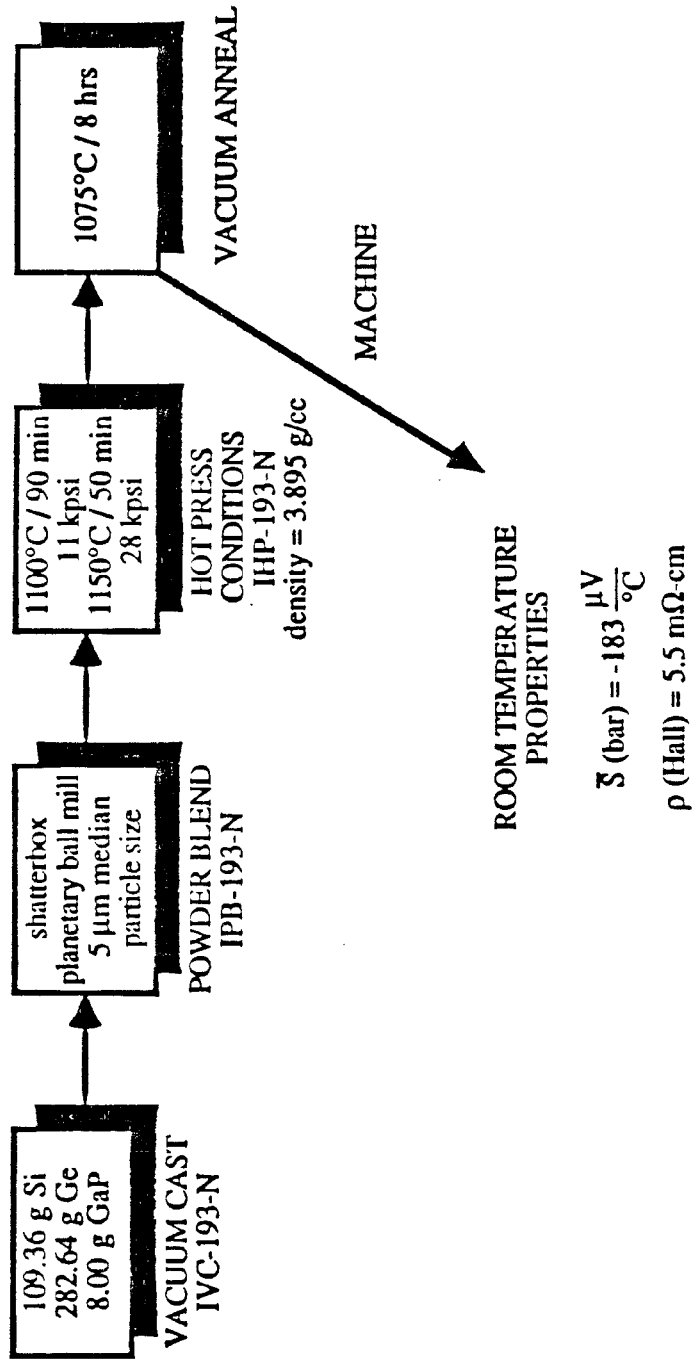 109.36 g Si
282.64 g Ge
8.00 g GaP
VACUUM CAST
IVC-193-N
shatterbox
planetary ball mill
5 μm median
particle size
POWDER BLEND
IPB-193-N
1100°C / 90 min
11 kpsi
1150°C / 50 min
28 kpsi
HOT PRESS
CONDITIONS
IHP-193-N
density = 3.895 g/cc
1075°C / 8 hrs
VACUUM ANNEAL
MACHINE
ROOM TEMPERATURE
PROPERTIES
S̄ (bar) = -183 μV/°C
ρ (Hall) = 5.5 mΩ-cm